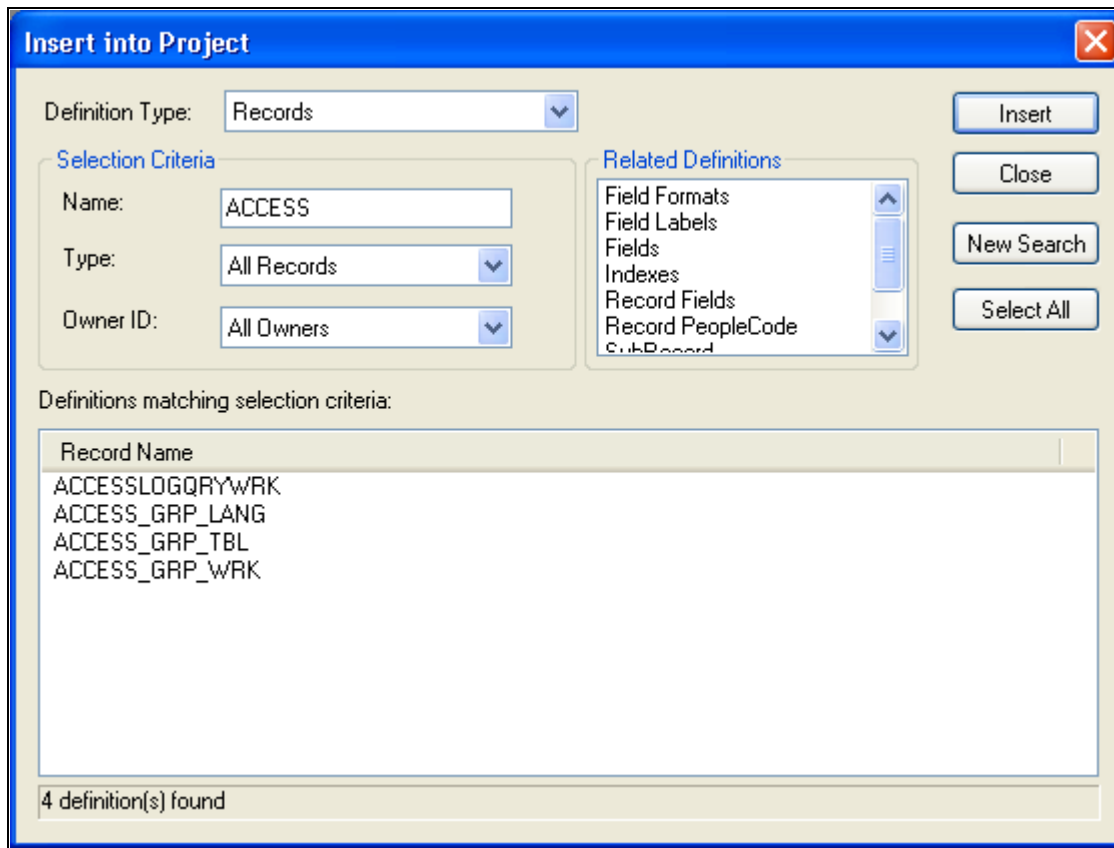 Insert into Project
Definition Type: Records
Insert
Selection Criteria
Name: ACCESS
Type: All Records
Owner ID: All Owners
Related Definitions
Field Formats
Field Labels
Fields
Indexes
Record Fields
Record PeopleCode
SubRecord
Close
New Search
Select All
Definitions matching selection criteria:
Record Name
ACCESSLOGQRYWRK
ACCESS_GRP_LANG
ACCESS_GRP_TBL
ACCESS_GRP_WRK
4 definition(s) found